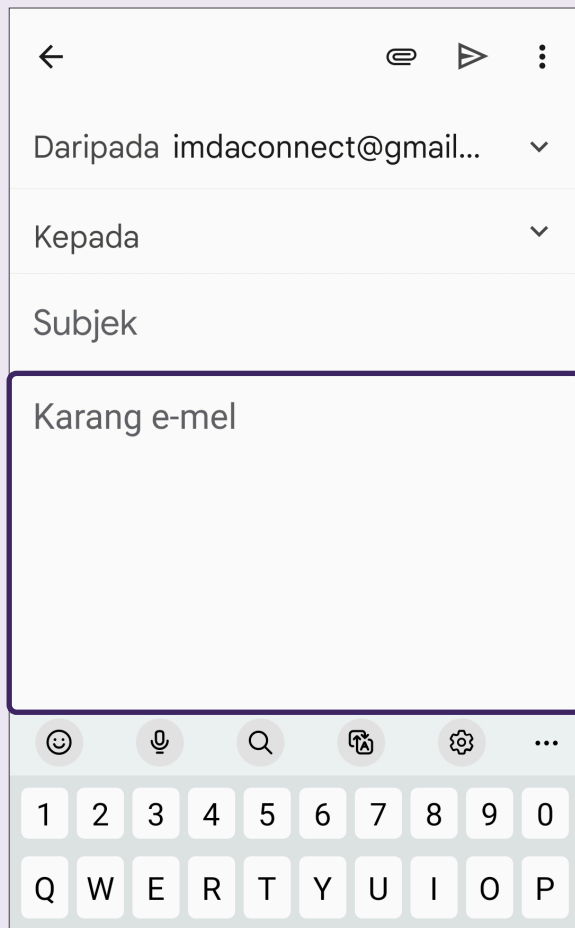 Daripada imdaconnect@gmail...
Kepada
Subjek
Karang e-mel
1 2 3 4 5 6 7 8 9 0
Q W E R T Y U I O P